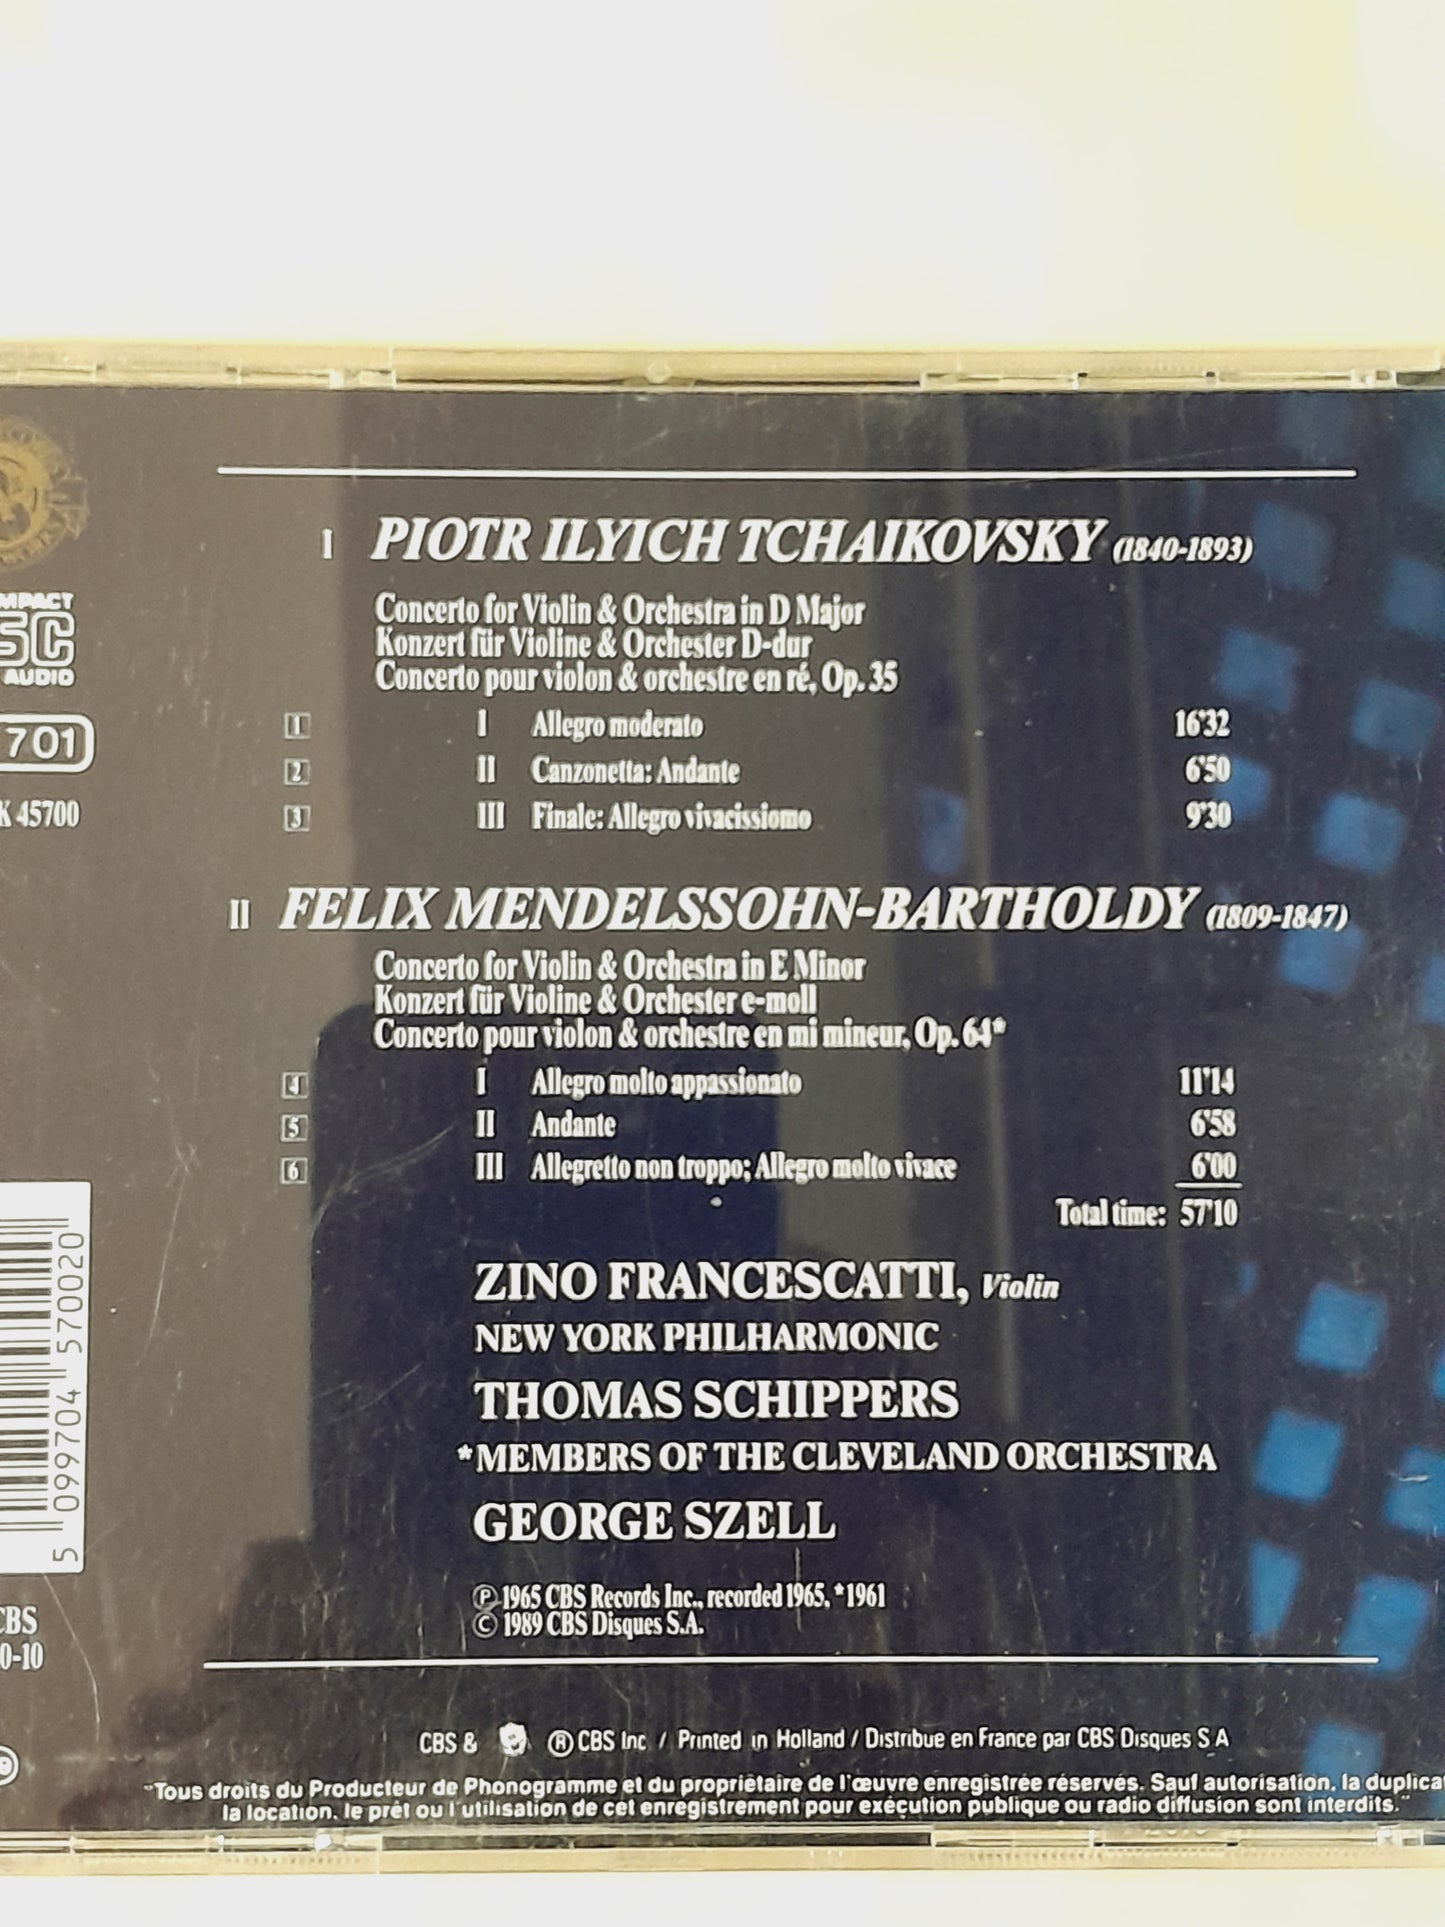 I PIOTR ILYICH TCHAIKOVSKY (1840-1893)
Concerto for Violin & Orchestra in D Major
Konzert für Violine & Orchester D-dur
Concerto pour violon & orchestre en ré, Op. 35
1 I Allegro moderato 16'32
2 II Canzonetta: Andante 6'50
3 III Finale: Allegro vivacissiomo 9'30
II FELIX MENDELSSOHN-BARTHOLDY (1809-1847)
Concerto for Violin & Orchestra in E Minor
Konzert für Violine & Orchester e-moll
Concerto pour violon & orchestre en mi mineur, Op. 64*
4 I Allegro molto appassionato 11'14
5 II Andante 6'58
6 III Allegretto non troppo; Allegro molto vivace 6'00
Total time: 57'10
ZINO FRANCESCATTI, Violin
NEW YORK PHILHARMONIC
THOMAS SCHIPPERS
*MEMBERS OF THE CLEVELAND ORCHESTRA
GEORGE SZELL
℗ 1965 CBS Records Inc., recorded 1965, *1961
© 1989 CBS Disques S.A.
CBS & ® CBS Inc / Printed in Holland / Distribue en France par CBS Disques S A
"Tous droits du Producteur de Phonogramme et du propriétaire de l'œuvre enregistrée réservés. Sauf autorisation, la duplicat
la location, le prêt ou l'utilisation de cet enregistrement pour exécution publique ou radio diffusion sont interdits."
MPACT
SC
AUDIO
701
K 45700
5 099704 570020
CBS
0-10